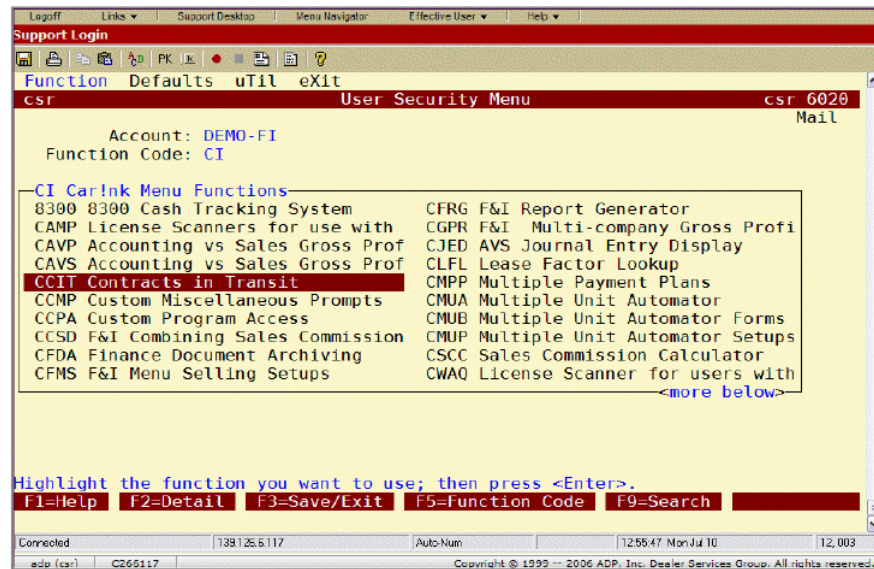 Logoff Links Support Desktop Menu Navigator Effective User Help
Support Login
PK K
Function Defaults uTil eXit
csr User Security Menu csr 6020
Mail
Account: DEMO-FI
Function Code: CI
CI Car!nk Menu Functions
8300 8300 Cash Tracking System CFRG F&I Report Generator
CAMP License Scanners for use with CGPR F&I Multi-company Gross Profi
CAVP Accounting vs Sales Gross Prof CJED AVS Journal Entry Display
CAVS Accounting vs Sales Gross Prof CLFL Lease Factor Lookup
CCIT Contracts in Transit CMPP Multiple Payment Plans
CCMP Custom Miscellaneous Prompts CMUA Multiple Unit Automator
CCPA Custom Program Access CMUB Multiple Unit Automator Forms
CCSD F&I Combining Sales Commission CMUP Multiple Unit Automator Setups
CFDA Finance Document Archiving CSCC Sales Commission Calculator
CFMS F&I Menu Selling Setups CWAQ License Scanner for users with
<more below>
Highlight the function you want to use; then press <Enter>.
F1=Help F2=Detail F3=Save/Exit F5=Function Code F9=Search
Connected 139.126.6.117 Auto-Num 12:55:47 Mon Jul 10 12, 003
adp (csr) C266117 Copyright © 1999 -- 2006 ADP, Inc. Dealer Services Group. All rights reserved.